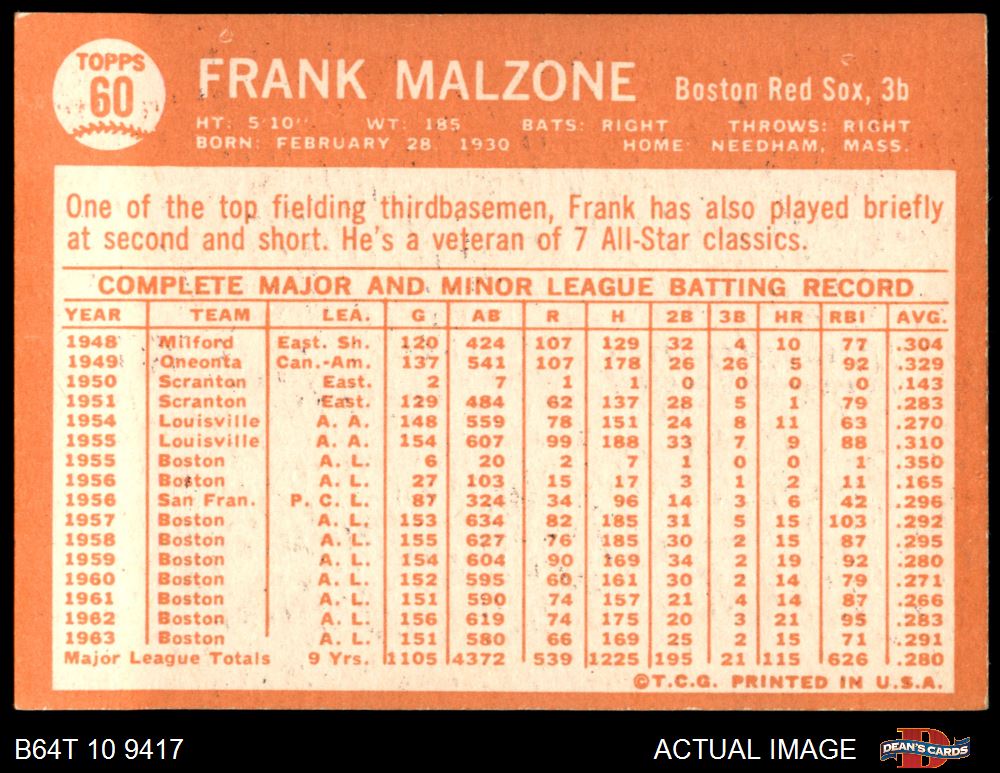 TOPPS
60
FRANK MALZONE Boston Red Sox, 3b
HT: 5'10" WT: 185 BATS: RIGHT THROWS: RIGHT
BORN: FEBRUARY 28, 1930 HOME: NEEDHAM, MASS.
One of the top fielding thirdbasemen, Frank has also played briefly
at second and short. He's a veteran of 7 All-Star classics.
COMPLETE MAJOR AND MINOR LEAGUE BATTING RECORD
YEAR TEAM LEA. G AB R H 2B 3B HR RBI AVG.
1948 Milford East. Sh. 120 424 107 129 32 4 10 77 .304
1949 Oneonta Can.-Am. 137 541 107 178 26 26 5 92 .329
1950 Scranton East. 2 7 1 1 0 0 0 0 .143
1951 Scranton East. 129 484 62 137 28 5 1 79 .283
1954 Louisville A. A. 148 559 78 151 24 8 11 63 .270
1955 Louisville A. A. 154 607 99 188 33 7 9 88 .310
1955 Boston A. L. 6 20 2 7 1 0 0 1 .350
1956 Boston A. L. 27 103 15 17 3 1 2 11 .165
1956 San Fran. P. C. L. 87 324 34 96 14 3 6 42 .296
1957 Boston A. L. 153 634 82 185 31 5 15 103 .292
1958 Boston A. L. 155 627 76 185 30 2 15 87 .295
1959 Boston A. L. 154 604 90 169 34 2 19 92 .280
1960 Boston A. L. 152 595 60 161 30 2 14 79 .271
1961 Boston A. L. 151 590 74 157 21 4 14 87 .266
1962 Boston A. L. 156 619 74 175 20 3 21 95 .283
1963 Boston A. L. 151 580 66 169 25 2 15 71 .291
Major League Totals 9 Yrs. 1105 4372 539 1225 195 21 115 626 .280
©T.C.G. PRINTED IN U.S.A.
B64T 10 9417 ACTUAL IMAGE DEAN'S CARDS